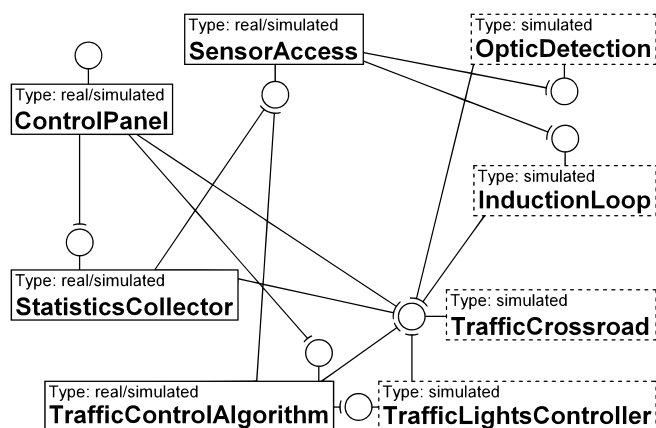 Type: real/simulated
SensorAccess
Type: simulated
OpticDetection
Type: real/simulated
ControlPanel
Type: simulated
InductionLoop
Type: real/simulated
StatisticsCollector
Type: simulated
TrafficCrossroad
Type: real/simulated
TrafficControlAlgorithm
Type: simulated
TrafficLightsController